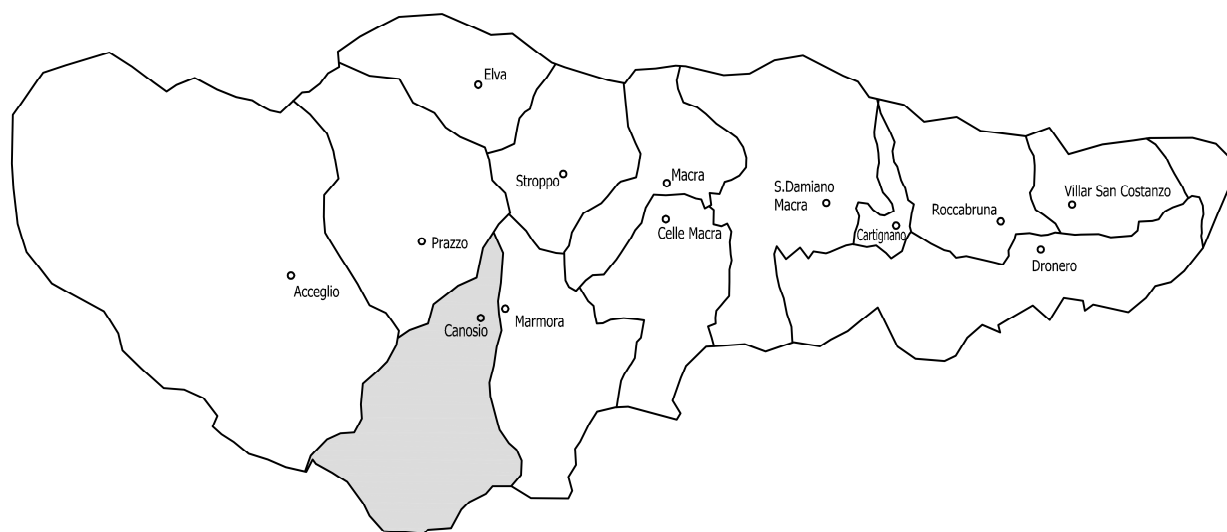 Elva
Stroppo
Macra
S.Damiano
Macra
Villar San Costanzo
Roccabruna
Celle Macra
Cartignano
Prazzo
Dronero
Acceglio
Marmora
Canosio